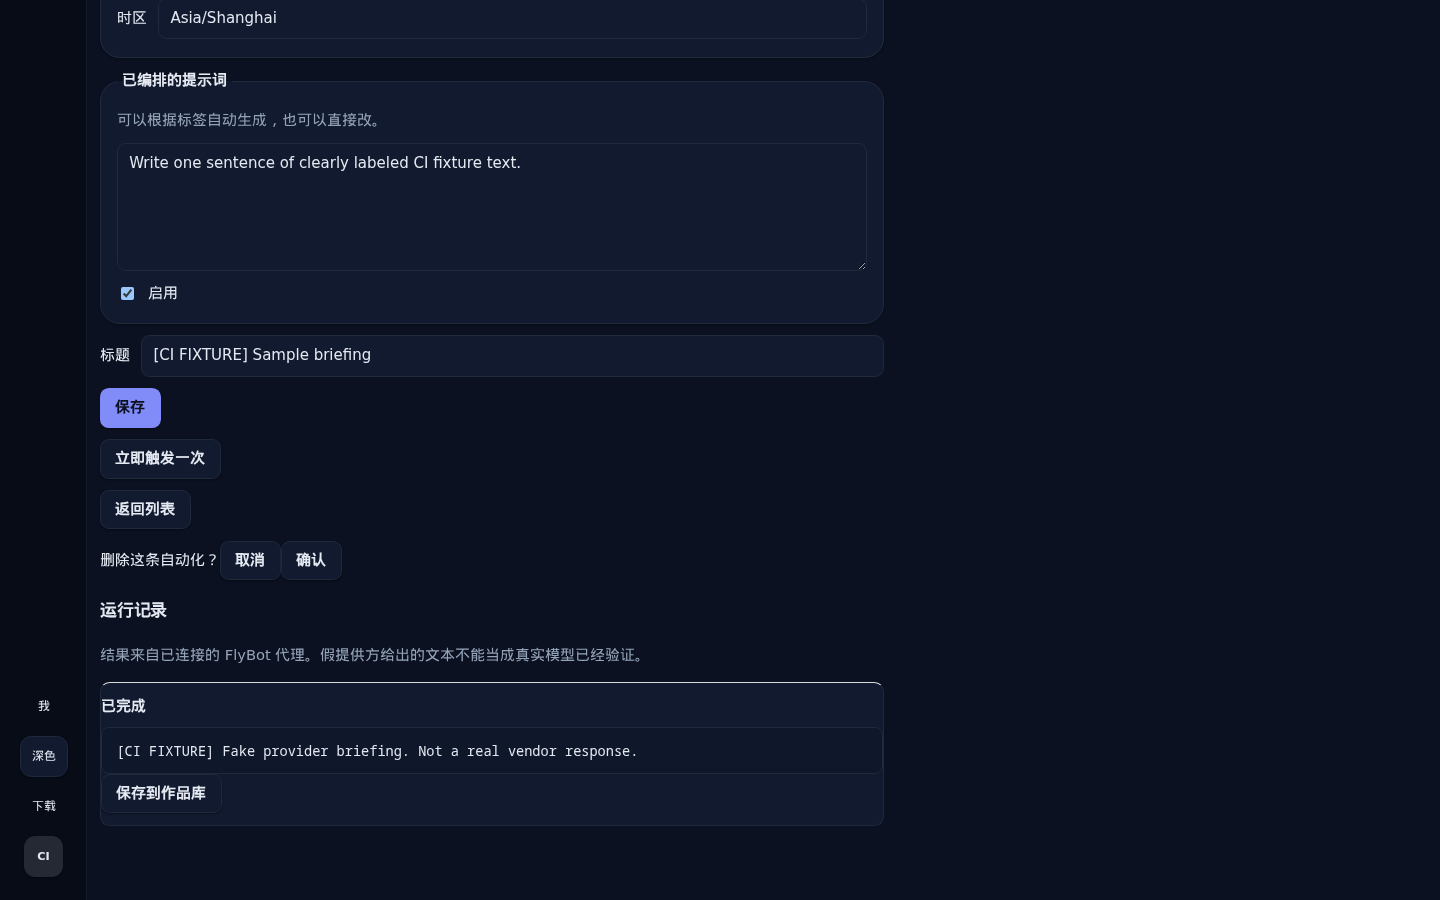 时区 Asia/Shanghai
已编排的提示词
可以根据标签自动生成，也可以直接改。
Write one sentence of clearly labeled CI fixture text.
启用
标题 [CI FIXTURE] Sample briefing
保存
立即触发一次
返回列表
删除这条自动化？ 取消 确认
运行记录
结果来自已连接的 FlyBot 代理。假提供方给出的文本不能当成真实模型已经验证。
已完成
[CI FIXTURE] Fake provider briefing. Not a real vendor response.
保存到作品库
我
深色
下载
CI